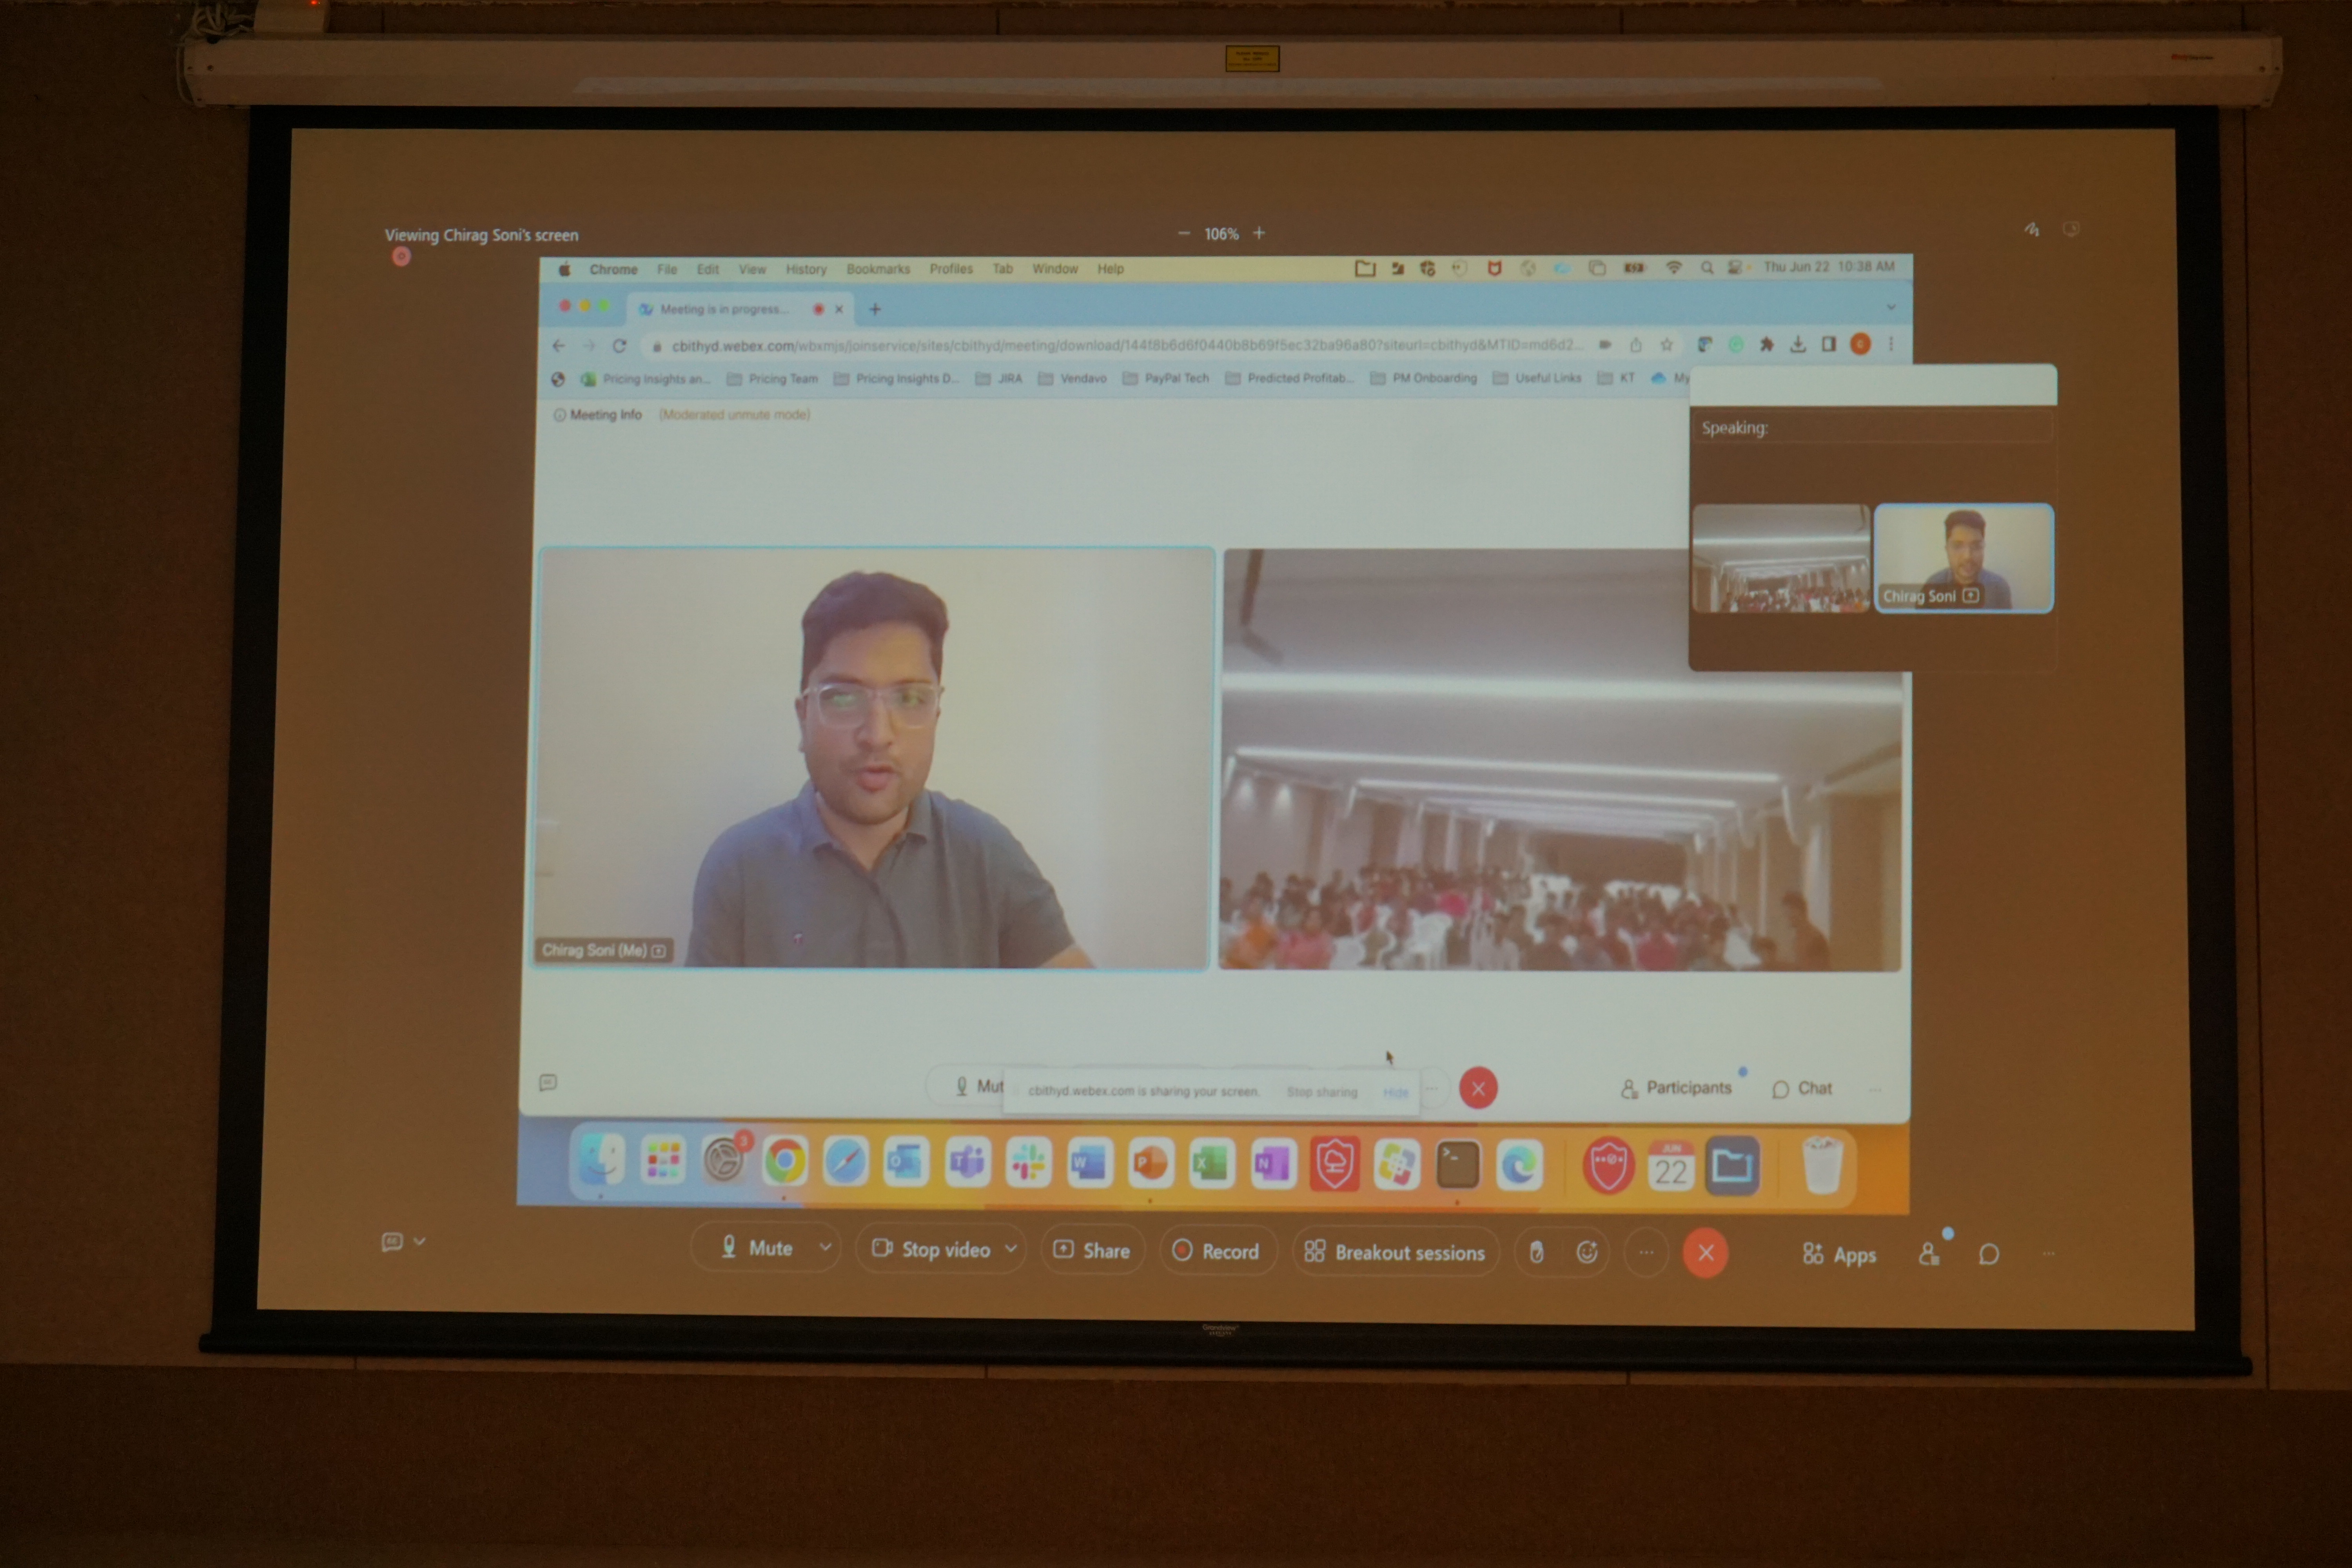 Viewing Chirag Soni's screen
106%
Chrome File Edit View History Bookmarks Profiles Tab Window Help
Thu Jun 22 10:38 AM
Meeting is in progress...
cbithyd.webex.com/wbxmjs/joinservice/sites/cbithyd/meeting/download/144f8b6d6f0440b8b69f5ec32ba96a80?siteurl=cbithyd&MTID=md6d2...
Pricing Insights an... Pricing Team Pricing Insights D... JIRA Vendavo PayPal Tech Predicted Profitab... PM Onboarding Useful Links KT My
Meeting Info (Moderated unmute mode)
Speaking:
Chirag Soni
Chirag Soni (Me)
Mut
cbithyd.webex.com is sharing your screen. Stop sharing Hide
Participants
Chat
3
JUN
22
Mute
Stop video
Share
Record
Breakout sessions
Apps